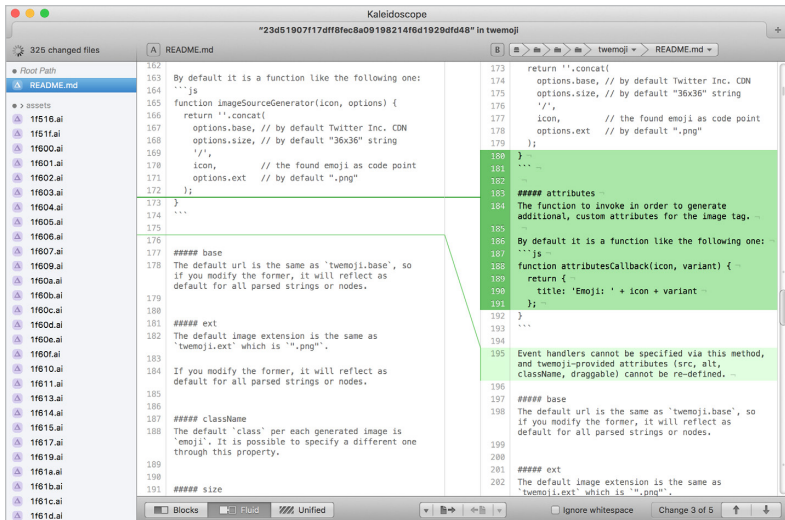 Kaleidoscope
“23d51907f17dff8fec8a09198214f6d1929dfd48” in twemoji
325 changed files
A README.md
B twemoji README.md
Root Path
README.md
assets
1f516.ai
1f51f.ai
1f600.ai
1f601.ai
1f602.ai
1f603.ai
1f604.ai
1f605.ai
1f606.ai
1f607.ai
1f609.ai
1f60a.ai
1f60b.ai
1f60c.ai
1f60d.ai
1f60e.ai
1f60f.ai
1f610.ai
1f611.ai
1f613.ai
1f614.ai
1f615.ai
1f617.ai
1f619.ai
1f61a.ai
1f61b.ai
1f61c.ai
1f61d.ai
162
163 By default it is a function like the following one:
164 ```js
165 function imageSourceGenerator(icon, options) {
166 return ''.concat(
167 options.base, // by default Twitter Inc. CDN
168 options.size, // by default "36x36" string
169 '/',
170 icon, // the found emoji as code point
171 options.ext // by default ".png"
172 );
173 }
174 ```
175
176
177 ##### base
178 The default url is the same as `twemoji.base`, so
if you modify the former, it will reflect as
default for all parsed strings or nodes.
179
180
181 ##### ext
182 The default image extension is the same as
`twemoji.ext` which is `".png"`.
183
184 If you modify the former, it will reflect as
default for all parsed strings or nodes.
185
186
187 ##### className
188 The default `class` per each generated image is
`emoji`. It is possible to specify a different one
through this property.
189
190
191 ##### size
173 return ''.concat(
174 options.base, // by default Twitter Inc. CDN
175 options.size, // by default "36x36" string
176 '/',
177 icon, // the found emoji as code point
178 options.ext // by default ".png"
179 );
180 }
181 ```
182
183 ##### attributes
184 The function to invoke in order to generate
additional, custom attributes for the image tag.
185
186 By default it is a function like the following one:
187 ```js
188 function attributesCallback(icon, variant) {
189 return {
190 title: 'Emoji: ' + icon + variant
191 };
192 }
193 ```
194
195 Event handlers cannot be specified via this method,
and twemoji-provided attributes (src, alt,
className, draggable) cannot be re-defined.
196
197 ##### base
198 The default url is the same as `twemoji.base`, so
if you modify the former, it will reflect as
default for all parsed strings or nodes.
199
200
201 ##### ext
202 The default image extension is the same as
`twemoji.ext` which is `".png"`.
Blocks Fluid Unified
Ignore whitespace Change 3 of 5